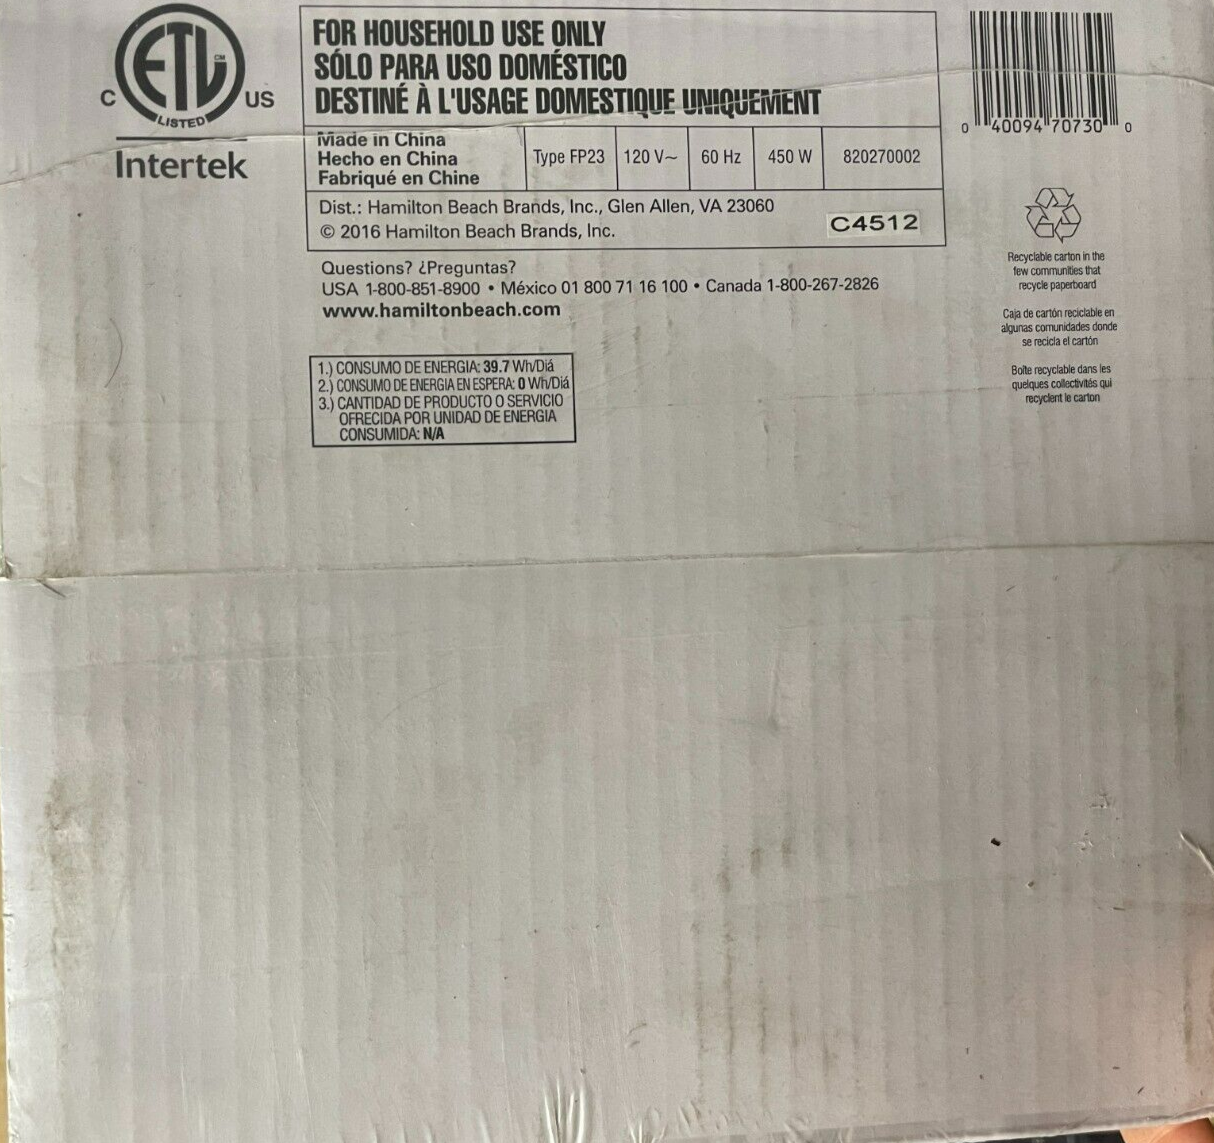 ETL
CM
LISTED
C
US
Intertek
FOR HOUSEHOLD USE ONLY
SÓLO PARA USO DOMÉSTICO
DESTINÉ À L'USAGE DOMESTIQUE UNIQUEMENT
Made in China
Hecho en China
Fabriqué en Chine
Type FP23
120 V~
60 Hz
450 W
820270002
Dist.: Hamilton Beach Brands, Inc., Glen Allen, VA 23060
© 2016 Hamilton Beach Brands, Inc.
C4512
Questions? ¿Preguntas?
USA 1-800-851-8900 • México 01 800 71 16 100 • Canada 1-800-267-2826
www.hamiltonbeach.com
1.) CONSUMO DE ENERGIA: 39.7 Wh/Diá
2.) CONSUMO DE ENERGIA EN ESPERA: 0 Wh/Diá
3.) CANTIDAD DE PRODUCTO O SERVICIO
OFRECIDA POR UNIDAD DE ENERGIA
CONSUMIDA: N/A
0 40094 70730 0
Recyclable carton in the
few communities that
recycle paperboard
Caja de cartón reciclable en
algunas comunidades donde
se recicla el cartón
Boîte recyclable dans les
quelques collectivités qui
recyclent le carton